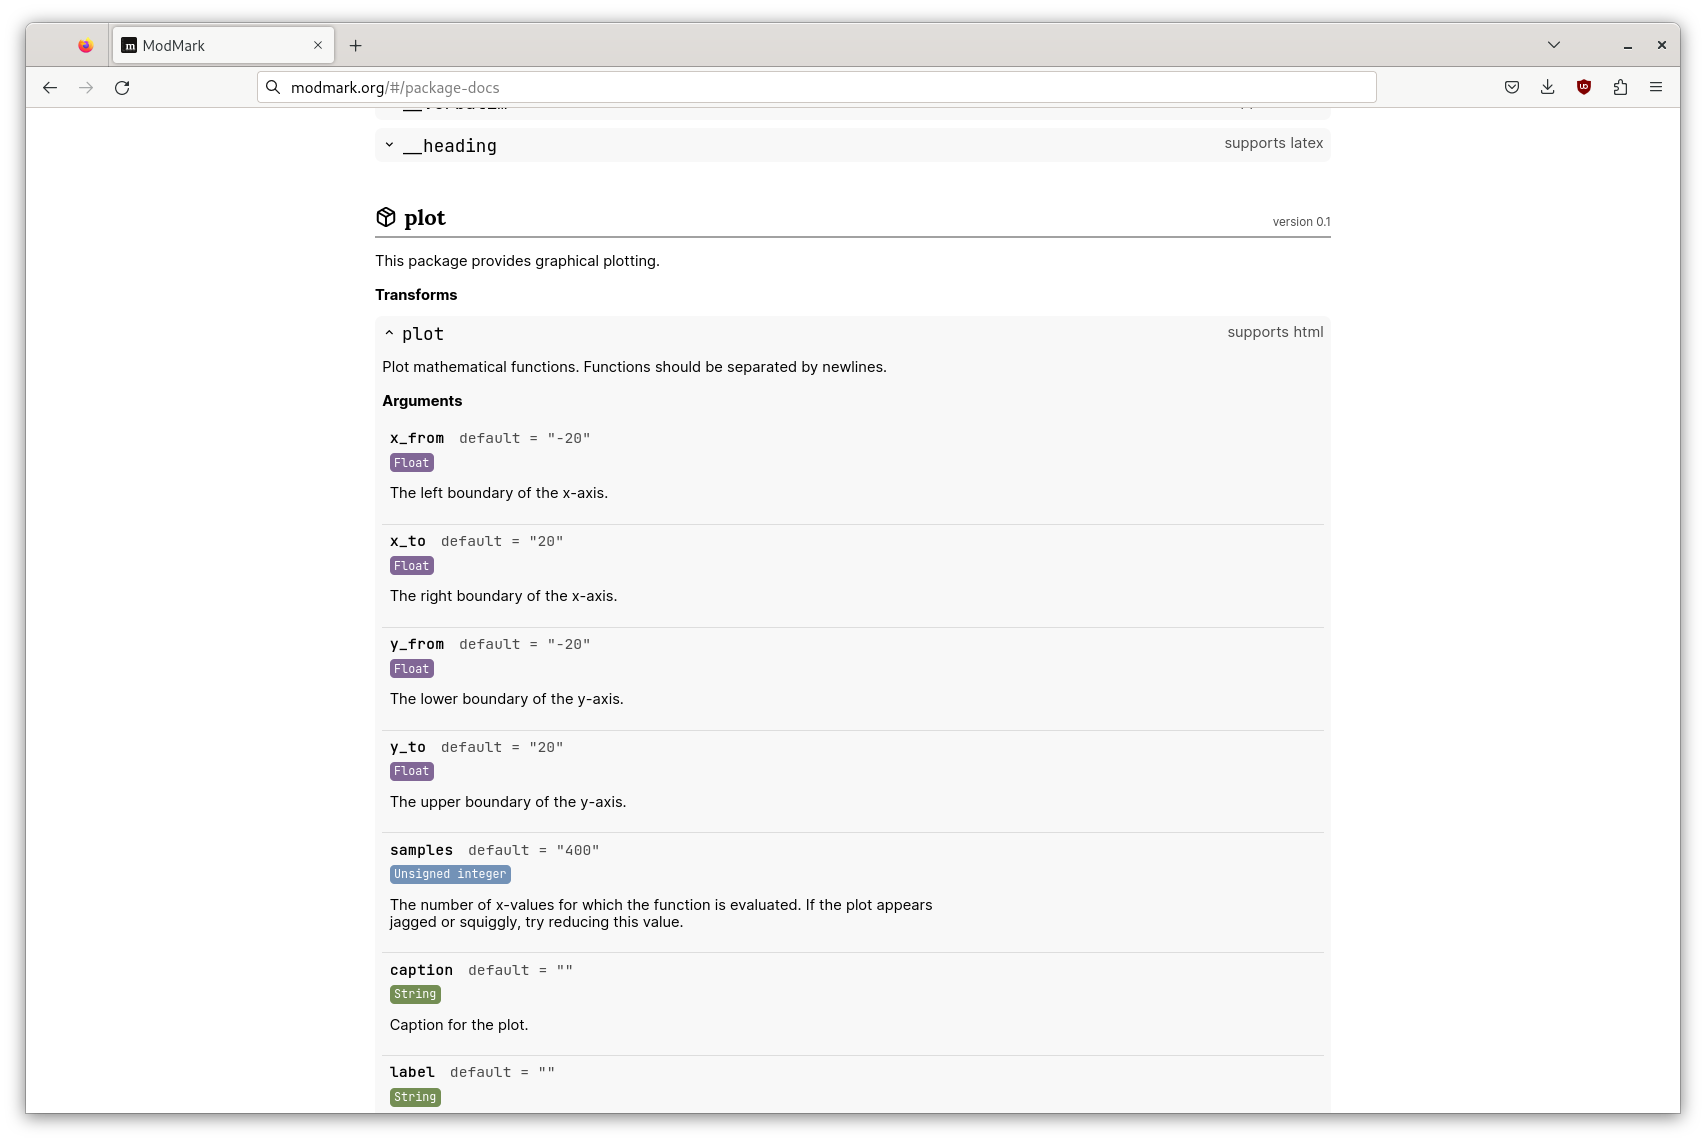 ModMark
modmark.org/#/package-docs
__heading
supports latex
plot
version 0.1
This package provides graphical plotting.
Transforms
plot
supports html
Plot mathematical functions. Functions should be separated by newlines.
Arguments
x_from default = "-20"
Float
The left boundary of the x-axis.
x_to default = "20"
Float
The right boundary of the x-axis.
y_from default = "-20"
Float
The lower boundary of the y-axis.
y_to default = "20"
Float
The upper boundary of the y-axis.
samples default = "400"
Unsigned integer
The number of x-values for which the function is evaluated. If the plot appears
jagged or squiggly, try reducing this value.
caption default = ""
String
Caption for the plot.
label default = ""
String